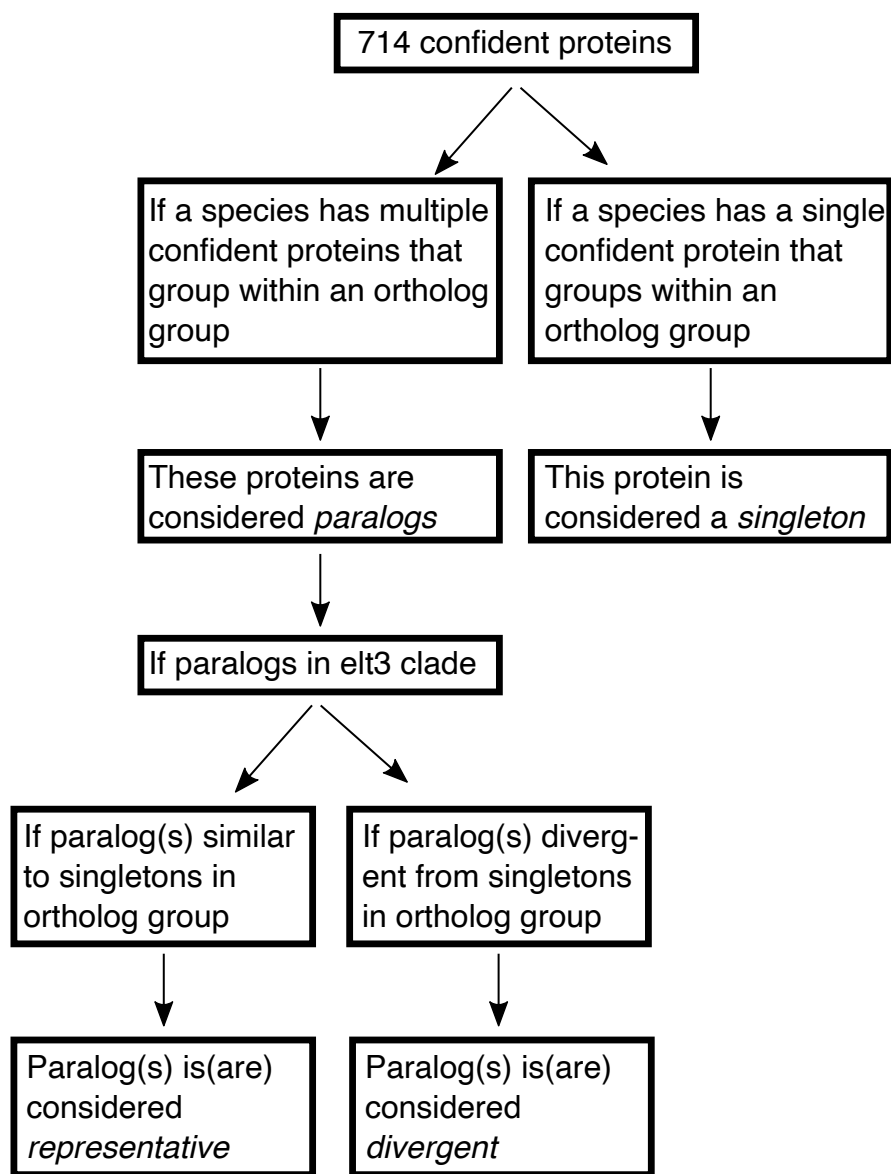 714 confident proteins
If a species has multiple
confident proteins that
group within an ortholog
group
If a species has a single
confident protein that
groups within an
ortholog group
These proteins are
considered paralogs
This protein is
considered a singleton
If paralogs in elt3 clade
If paralog(s) similar
to singletons in
ortholog group
If paralog(s) diverg-
ent from singletons
in ortholog group
Paralog(s) is(are)
considered
representative
Paralog(s) is(are)
considered
divergent